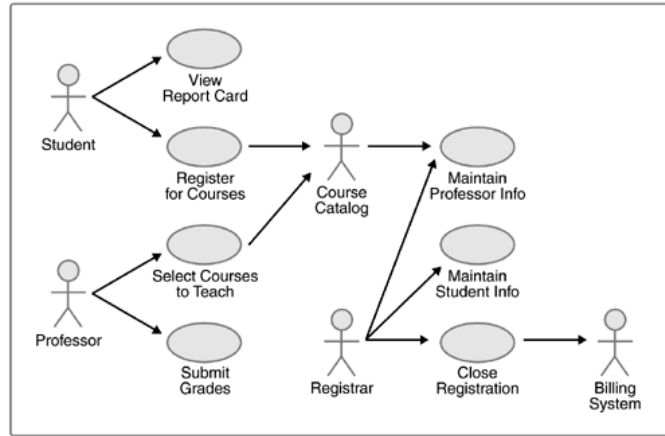 View
Report Card
Student
Register
for Courses
Course
Catalog
Maintain
Professor Info
Select Courses
to Teach
Maintain
Student Info
Professor
Submit
Grades
Registrar
Close
Registration
Billing
System